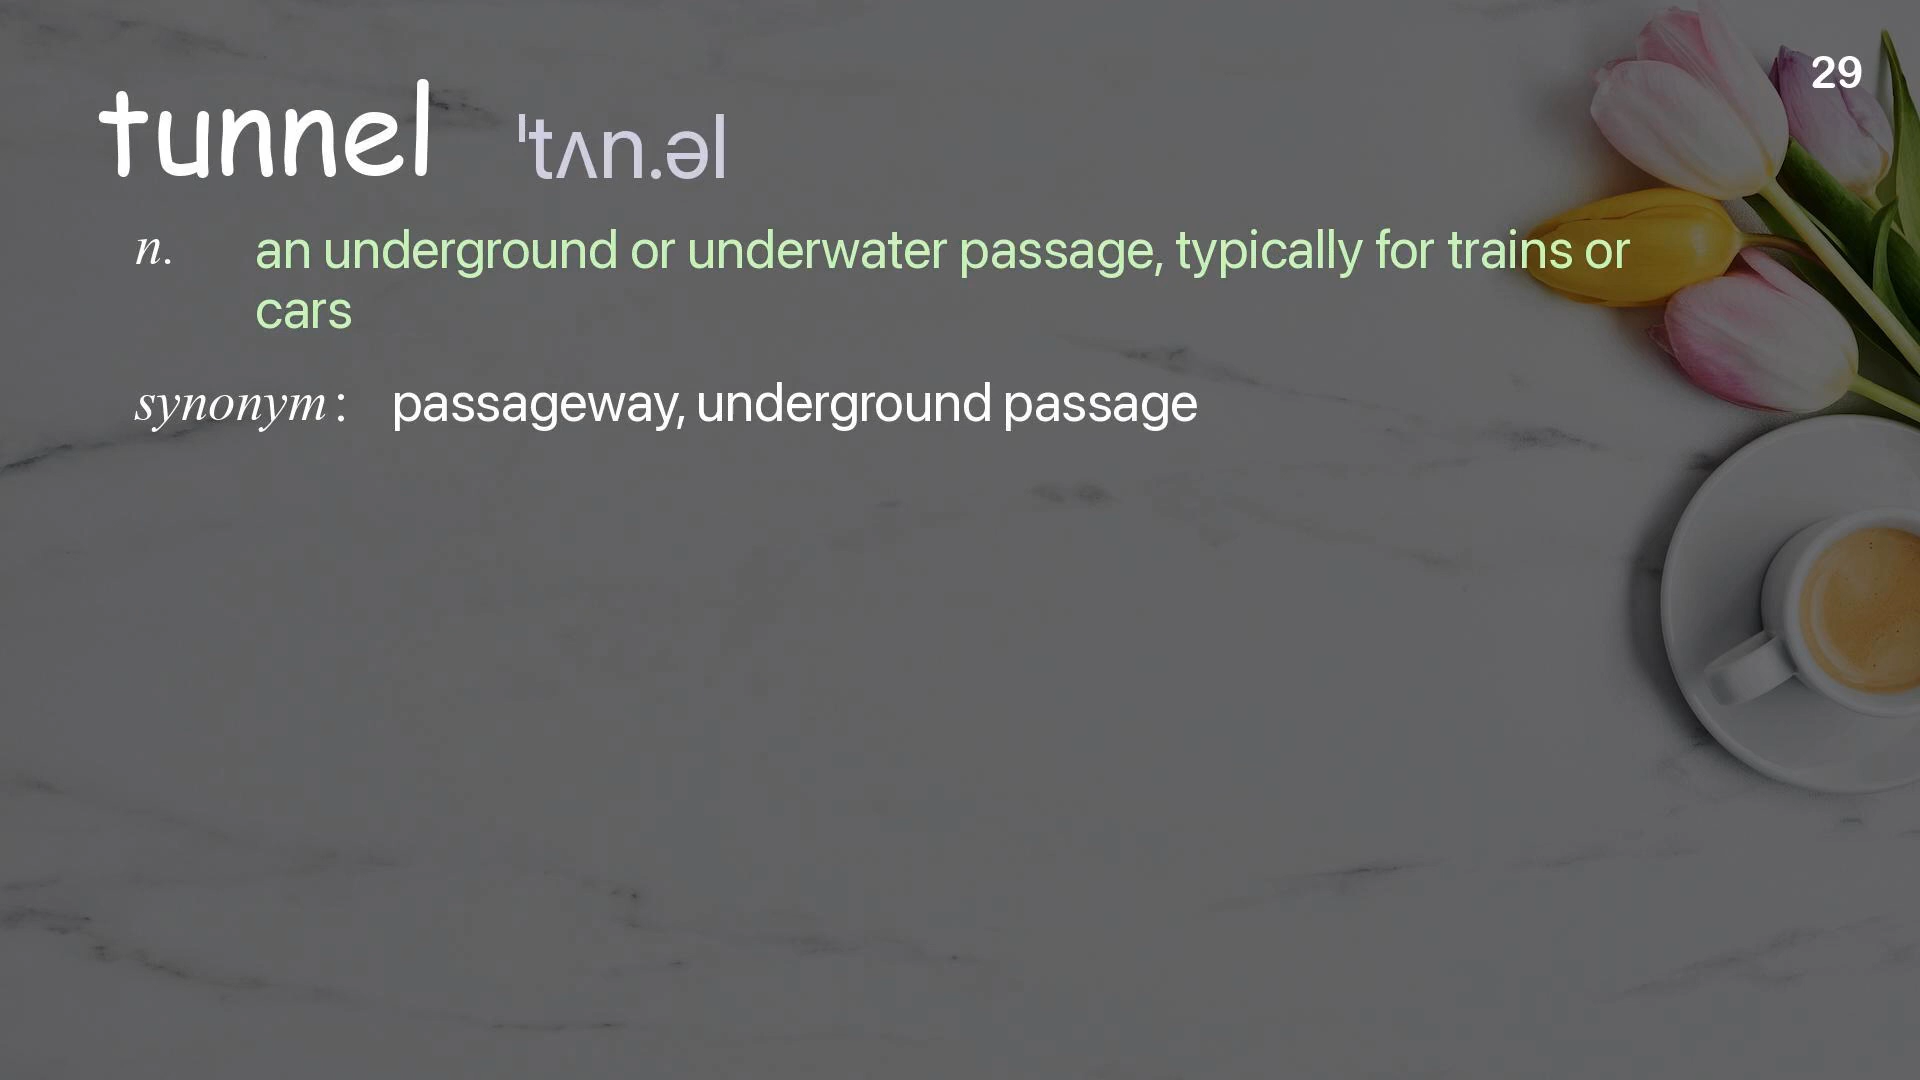 29
tunnel ˈtʌn.əl
n. an underground or underwater passage, typically for trains or
cars
synonym: passageway, underground passage